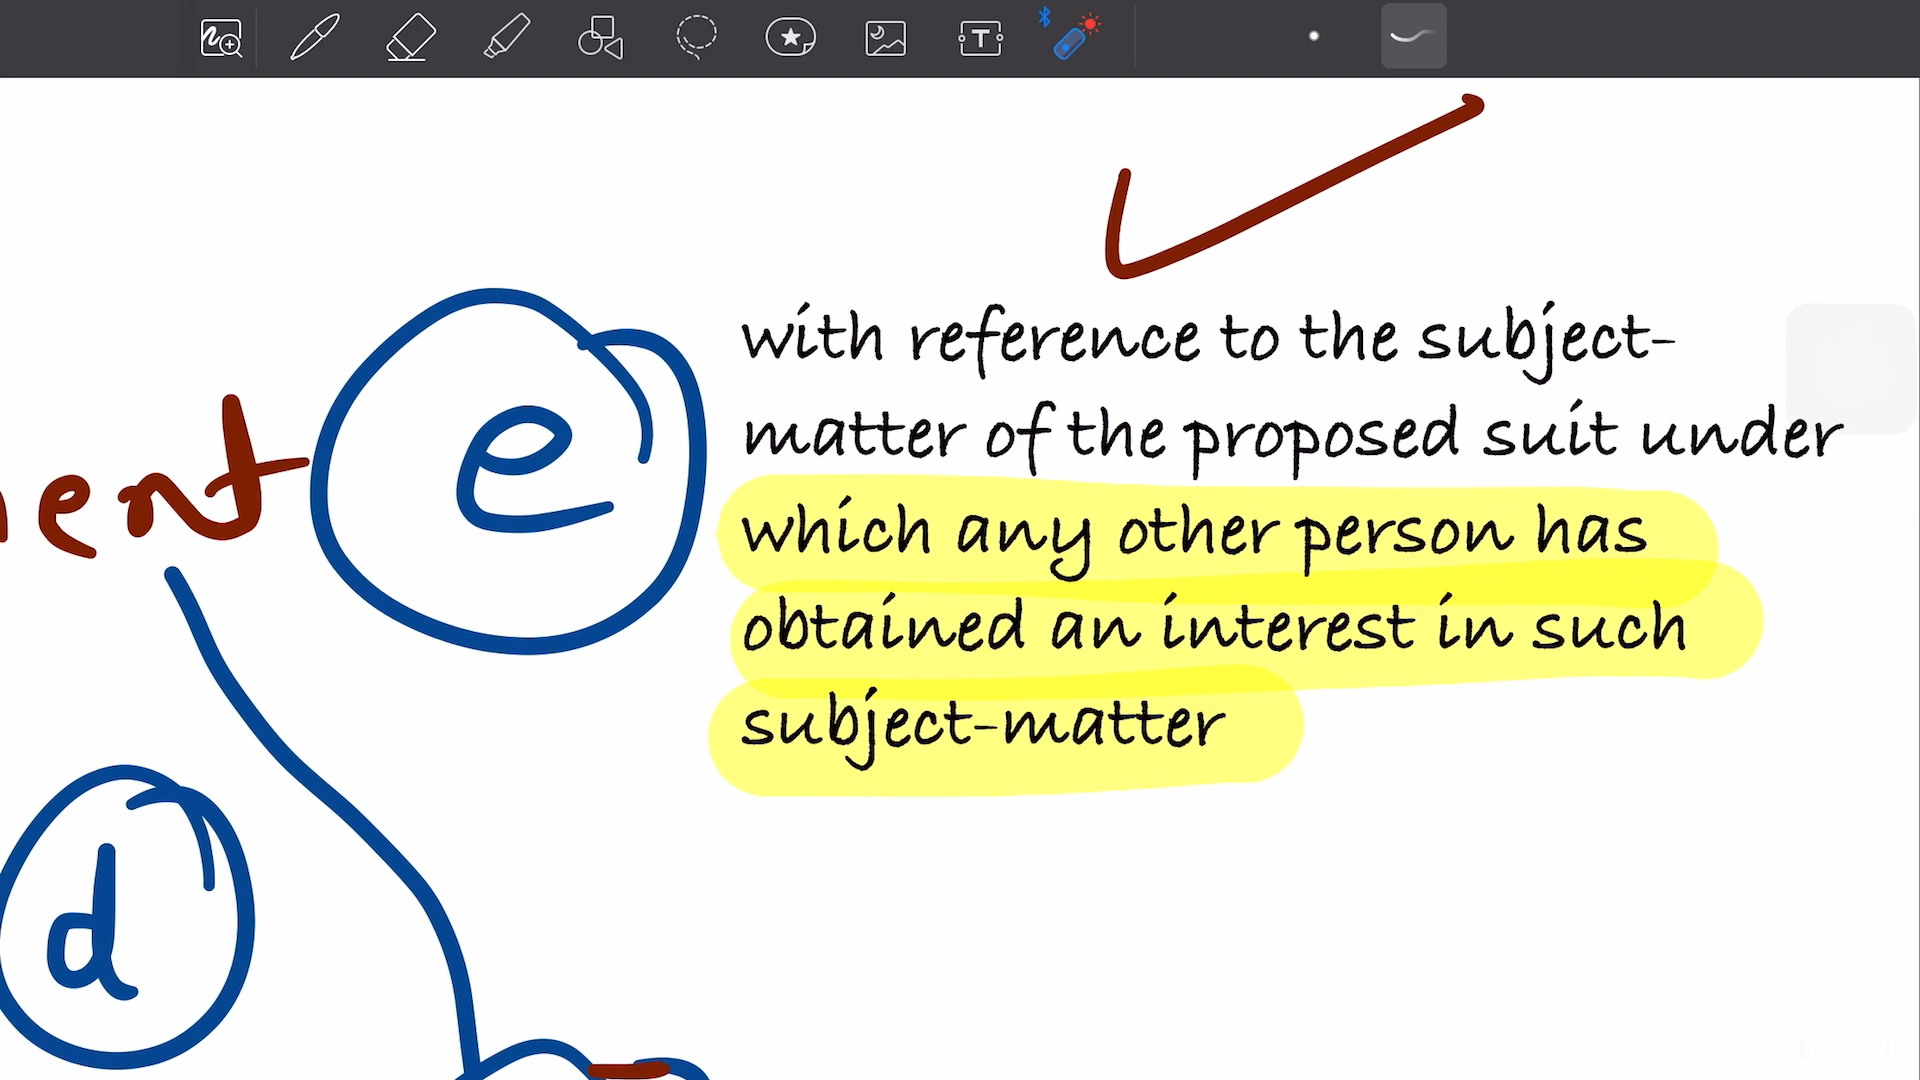 with reference to the subject-
matter of the proposed suit under
which any other person has
obtained an interest in such
subject-matter
e
ent
d